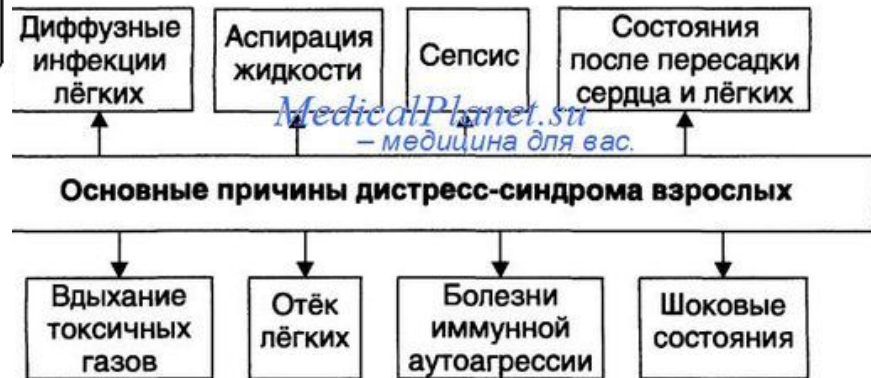 Диффузные
инфекции
лёгких
Аспирация
жидкости
Сепсис
Состояния
после пересадки
сердца и лёгких
MedicalPlanet.su
– медицина для вас.
Основные причины дистресс-синдрома взрослых
Вдыхание
токсичных
газов
Отёк
лёгких
Болезни
иммунной
аутоагрессии
Шоковые
состояния